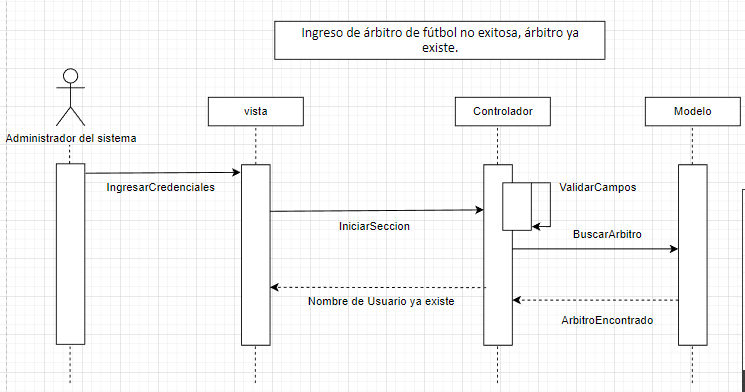 Ingreso de árbitro de fútbol no exitosa, árbitro ya
existe.
vista
Controlador
Modelo
Administrador del sistema
IngresarCredenciales
ValidarCampos
IniciarSeccion
BuscarArbitro
Nombre de Usuario ya existe
ArbitroEncontrado